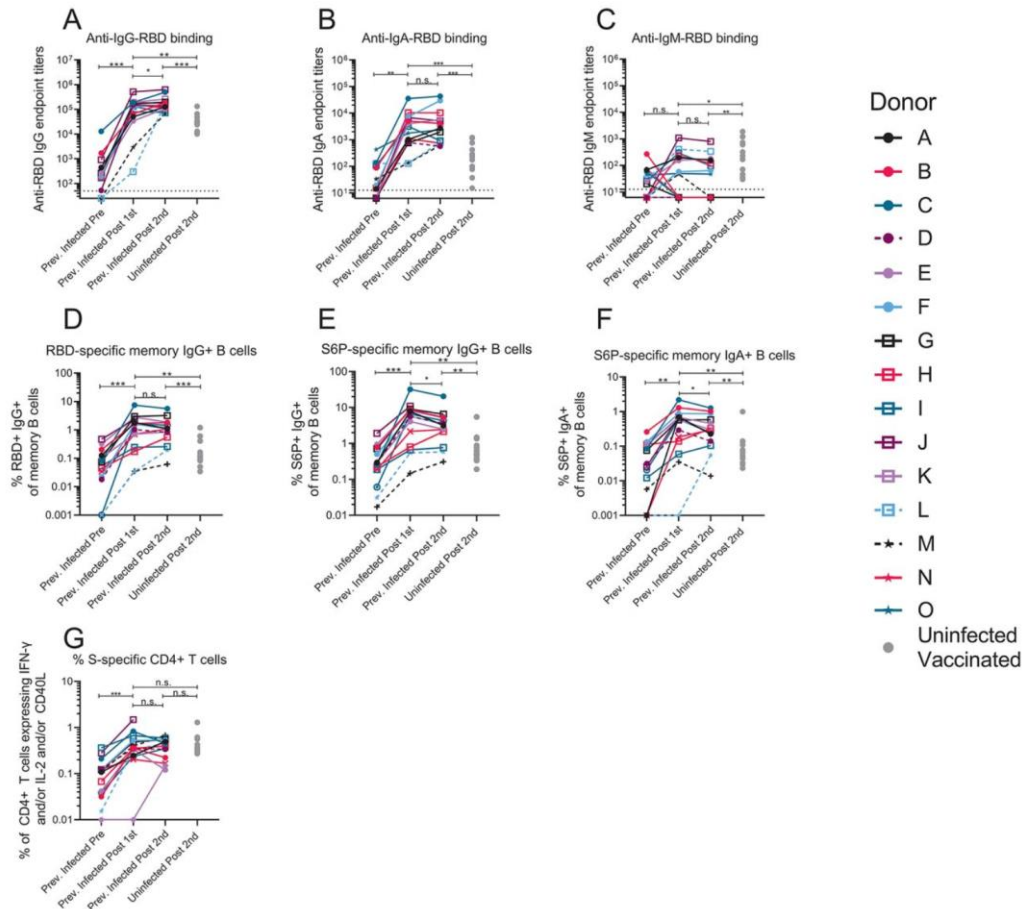 A
Anti-IgG-RBD binding
Anti-RBD IgG endpoint titers
10⁷
10⁶
10⁵
10⁴
10³
10²
***
**
*
***
Prev. Infected Pre
Prev. Infected Post 1st
Prev. Infected Post 2nd
Uninfected Post 2nd
B
Anti-IgA-RBD binding
Anti-RBD IgA endpoint titers
10⁶
10⁵
10⁴
10³
10²
10¹
**
***
n.s.
***
Prev. Infected Pre
Prev. Infected Post 1st
Prev. Infected Post 2nd
Uninfected Post 2nd
C
Anti-IgM-RBD binding
Anti-RBD IgM endpoint titers
10⁶
10⁵
10⁴
10³
10²
10¹
n.s.
*
n.s.
**
Prev. Infected Pre
Prev. Infected Post 1st
Prev. Infected Post 2nd
Uninfected Post 2nd
D
RBD-specific memory IgG+ B cells
% RBD+ IgG+
of memory B cells
100
10
1
0.1
0.01
0.001
***
**
n.s.
***
Prev. Infected Pre
Prev. Infected Post 1st
Prev. Infected Post 2nd
Uninfected Post 2nd
E
S6P-specific memory IgG+ B cells
% S6P+ IgG+
of memory B cells
100
10
1
0.1
0.01
***
**
*
**
Prev. Infected Pre
Prev. Infected Post 1st
Prev. Infected Post 2nd
Uninfected Post 2nd
F
S6P-specific memory IgA+ B cells
% S6P+ IgA+
of memory B cells
10
1
0.1
0.01
0.001
**
**
*
**
Prev. Infected Pre
Prev. Infected Post 1st
Prev. Infected Post 2nd
Uninfected Post 2nd
G
% S-specific CD4+ T cells
% of CD4+ T cells expressing IFN-γ
and/or IL-2 and/or CD40L
10
1
0.1
0.01
***
n.s.
n.s.
n.s.
Prev. Infected Pre
Prev. Infected Post 1st
Prev. Infected Post 2nd
Uninfected Post 2nd
Donor
A
B
C
D
E
F
G
H
I
J
K
L
M
N
O
Uninfected
Vaccinated